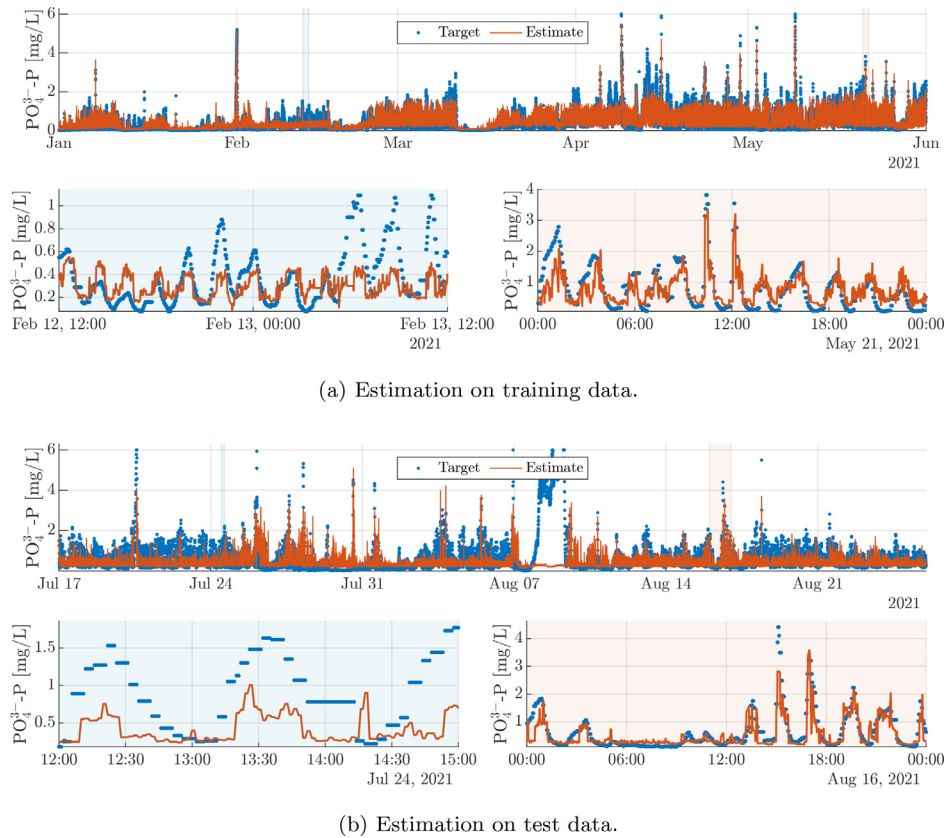 PO₄³⁻-P [mg/L]
6
4
2
0
Target Estimate
Jan Feb Mar Apr May Jun
2021
PO₄³⁻-P [mg/L]
1
0.8
0.6
0.4
0.2
Feb 12, 12:00 Feb 13, 00:00 Feb 13, 12:00
2021
PO₄³⁻-P [mg/L]
4
3
2
1
00:00 06:00 12:00 18:00 00:00
May 21, 2021
(a) Estimation on training data.
PO₄³⁻-P [mg/L]
6
4
2
Target Estimate
Jul 17 Jul 24 Jul 31 Aug 07 Aug 14 Aug 21
2021
PO₄³⁻-P [mg/L]
1.5
1
0.5
12:00 12:30 13:00 13:30 14:00 14:30 15:00
Jul 24, 2021
PO₄³⁻-P [mg/L]
4
3
2
1
00:00 06:00 12:00 18:00 00:00
Aug 16, 2021
(b) Estimation on test data.